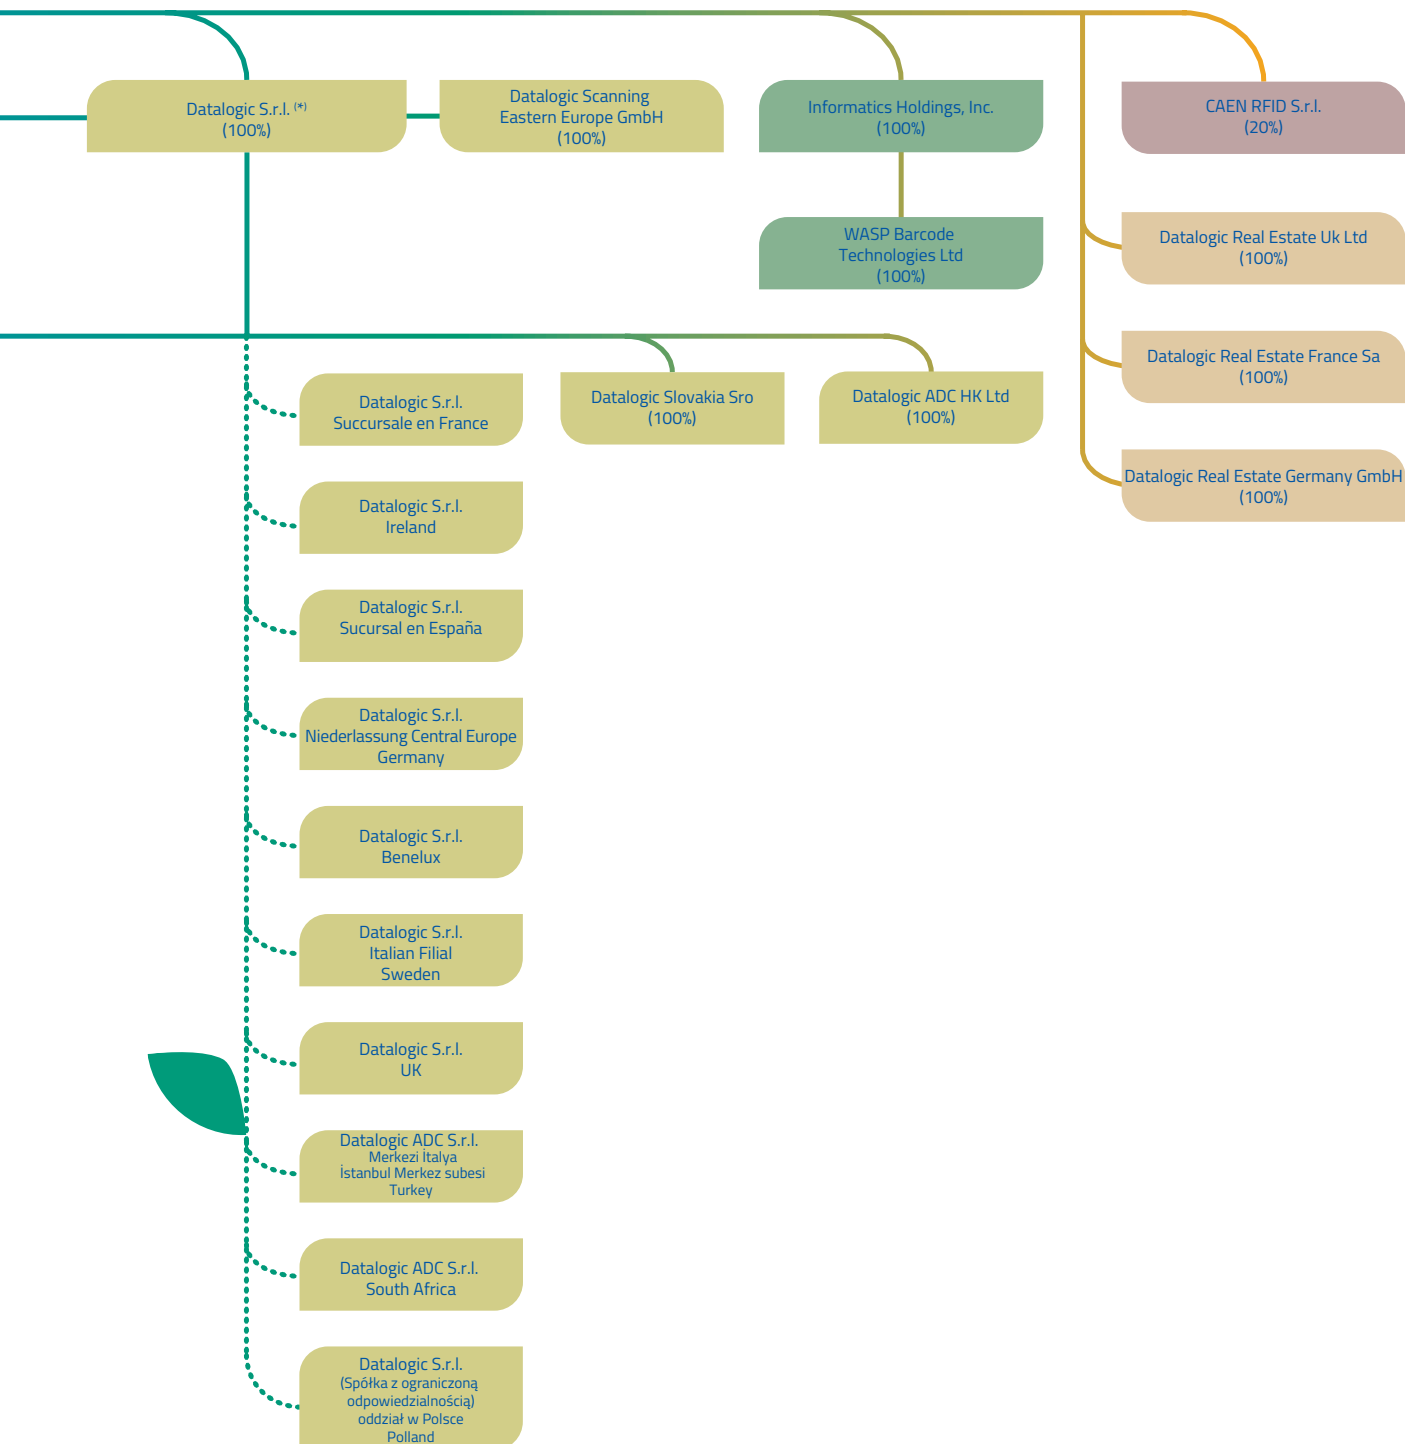 Datalogic S.r.l. (*)
(100%)
Datalogic Scanning
Eastern Europe GmbH
(100%)
Informatics Holdings, Inc.
(100%)
CAEN RFID S.r.l.
(20%)
WASP Barcode
Technologies Ltd
(100%)
Datalogic Real Estate Uk Ltd
(100%)
Datalogic Real Estate France Sa
(100%)
Datalogic Real Estate Germany GmbH
(100%)
Datalogic Slovakia Sro
(100%)
Datalogic ADC HK Ltd
(100%)
Datalogic S.r.l.
Succursale en France
Datalogic S.r.l.
Ireland
Datalogic S.r.l.
Sucursal en España
Datalogic S.r.l.
Niederlassung Central Europe
Germany
Datalogic S.r.l.
Benelux
Datalogic S.r.l.
Italian Filial
Sweden
Datalogic S.r.l.
UK
Datalogic ADC S.r.l.
Merkezi İtalya
İstanbul Merkez subesi
Turkey
Datalogic ADC S.r.l.
South Africa
Datalogic S.r.l.
(Spółka z ograniczoną
odpowiedzialnością)
oddział w Polsce
Polland